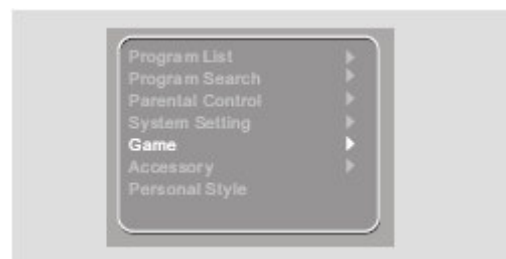 Program List
Program Search
Parental Control
System Setting
Game
Accessory
Personal Style